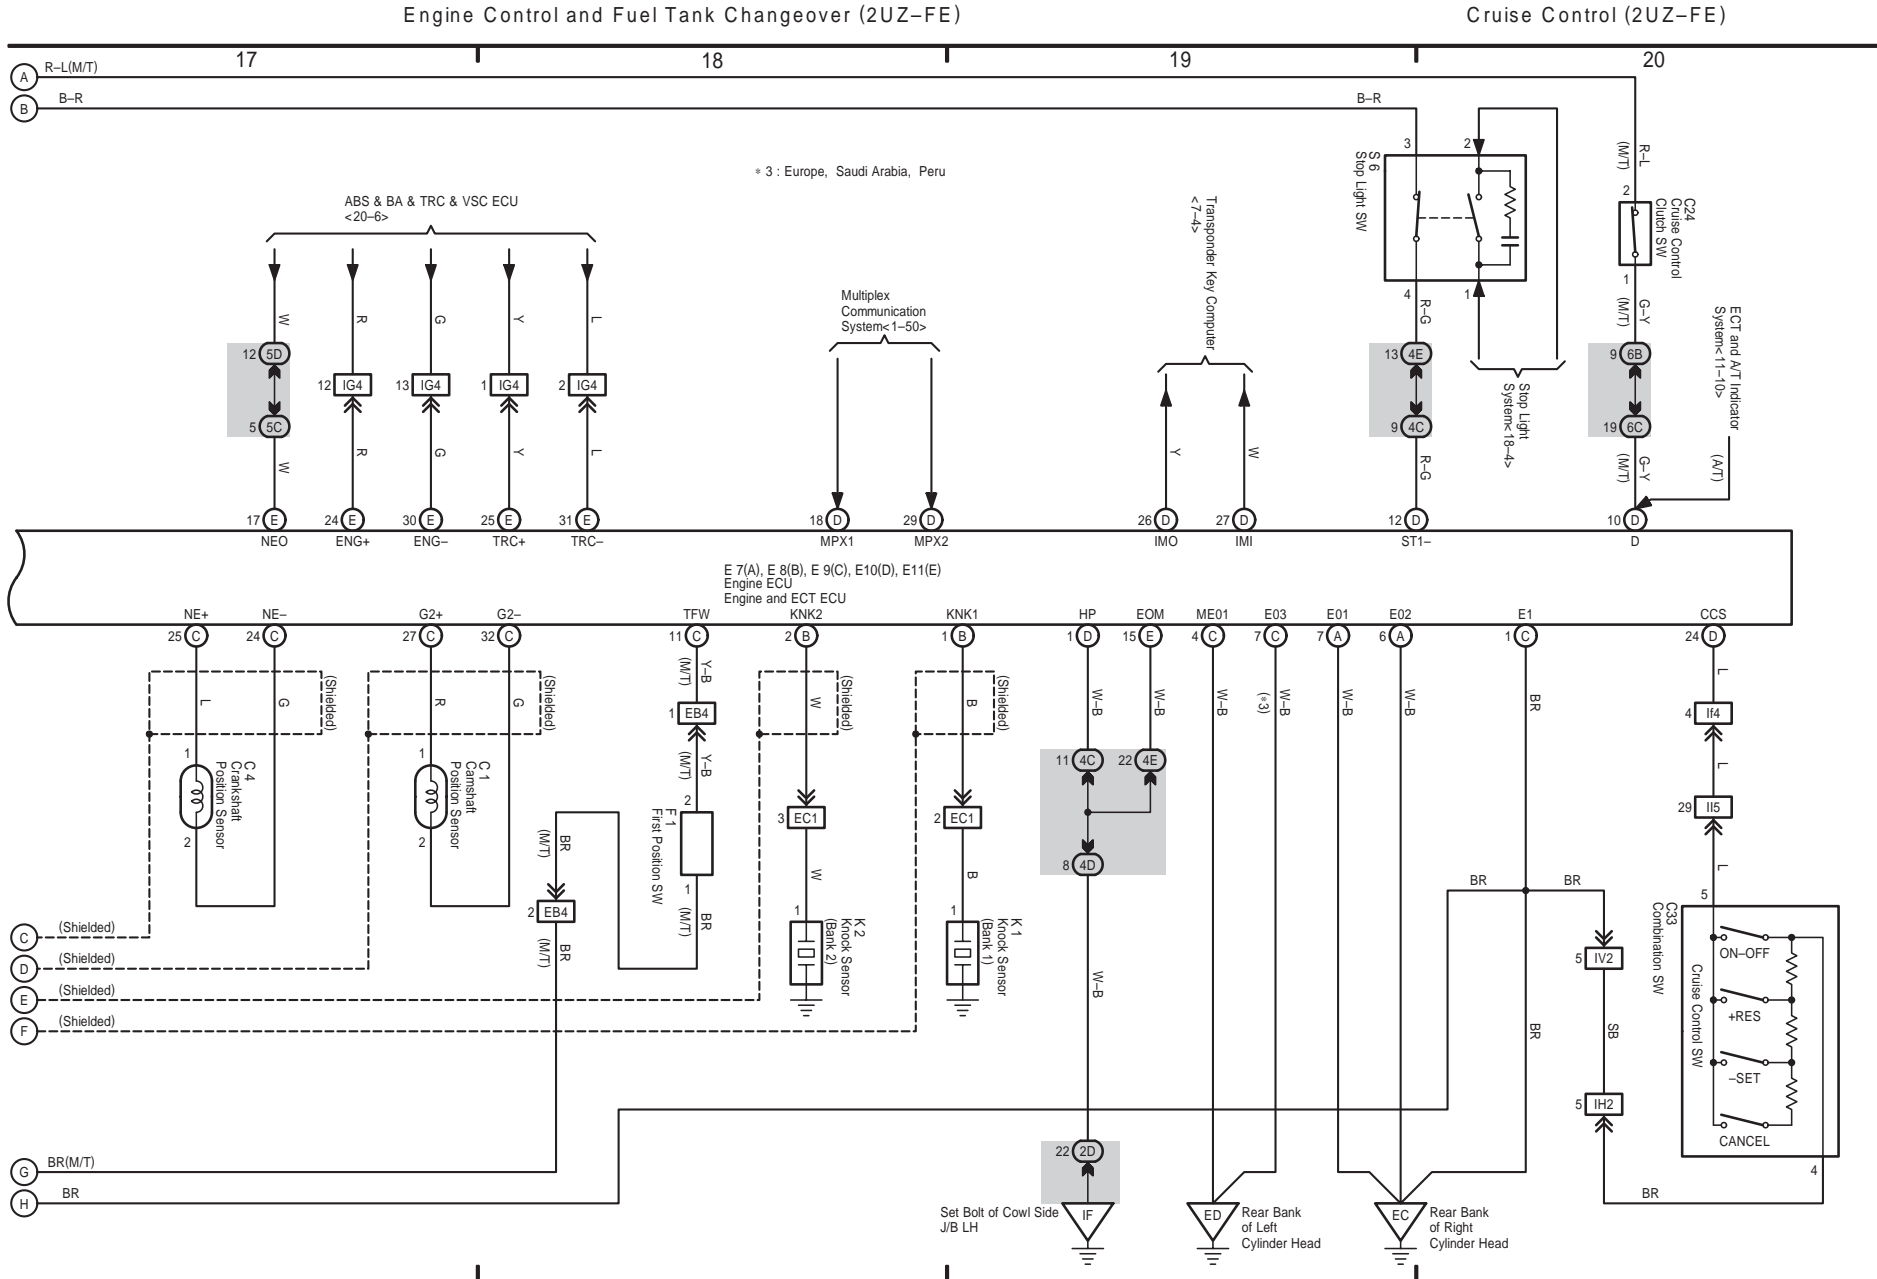 Engine Control and Fuel Tank Changeover (2UZ–FE)
Cruise Control (2UZ–FE)
17
18
19
20
A
R–L(M/T)
B
B–R
B–R
∗ 3 : Europe, Saudi Arabia, Peru
ABS & BA & TRC & VSC ECU
<20–6>
W
R
G
Y
L
12
5D
5
5C
12
IG4
13
IG4
1
IG4
2
IG4
W
R
G
Y
L
Multiplex
Communication
System<1–50>
Transponder Key Computer
<7–4>
Y
W
3
2
S 6
Stop Light SW
4
1
R–G
13
4E
9
4C
R–G
Stop Light
System<18–4>
R–L
(M/T)
2
C24
Cruise Control
Clutch SW
1
G–Y
(M/T)
9
6B
19
6C
G–Y
(M/T)
ECT and A/T Indicator
System<11–10>
(A/T)
17 E
24 E
30 E
25 E
31 E
18 D
29 D
26 D
27 D
12 D
10 D
NEO
ENG+
ENG–
TRC+
TRC–
MPX1
MPX2
IMO
IMI
ST1–
D
E 7(A), E 8(B), E 9(C), E10(D), E11(E)
Engine ECU
Engine and ECT ECU
NE+
NE–
G2+
G2–
TFW
KNK2
KNK1
HP
EOM
ME01
E03
E01
E02
E1
CCS
25 C
24 C
27 C
32 C
11 C
2 B
1 B
1 D
15 E
4 C
7 C
7 A
6 A
1 C
24 D
(Shielded)
L
G
1
C 4
Crankshaft
Position Sensor
2
(Shielded)
R
G
1
C 1
Camshaft
Position Sensor
2
Y–B
(M/T)
1
EB4
Y–B
(M/T)
2
F 1
First Position SW
1
BR
(M/T)
BR
(M/T)
2
EB4
BR
(M/T)
(Shielded)
W
3
EC1
W
1
K 2
Knock Sensor
(Bank 2)
(Shielded)
B
2
EC1
B
1
K 1
Knock Sensor
(Bank 1)
W–B
W–B
11
4C
22
4E
8
4D
W–B
22
2D
IF
Set Bolt of Cowl Side
J/B LH
W–B
W–B
(∗3)
ED
Rear Bank
of Left
Cylinder Head
W–B
W–B
EC
Rear Bank
of Right
Cylinder Head
BR
BR
BR
BR
5
IV2
SB
5
IH2
BR
L
4
If4
L
29
II5
L
5
C33
Combination SW
Cruise Control SW
ON–OFF
+RES
–SET
CANCEL
4
C
(Shielded)
D
(Shielded)
E
(Shielded)
F
(Shielded)
G
BR(M/T)
H
BR